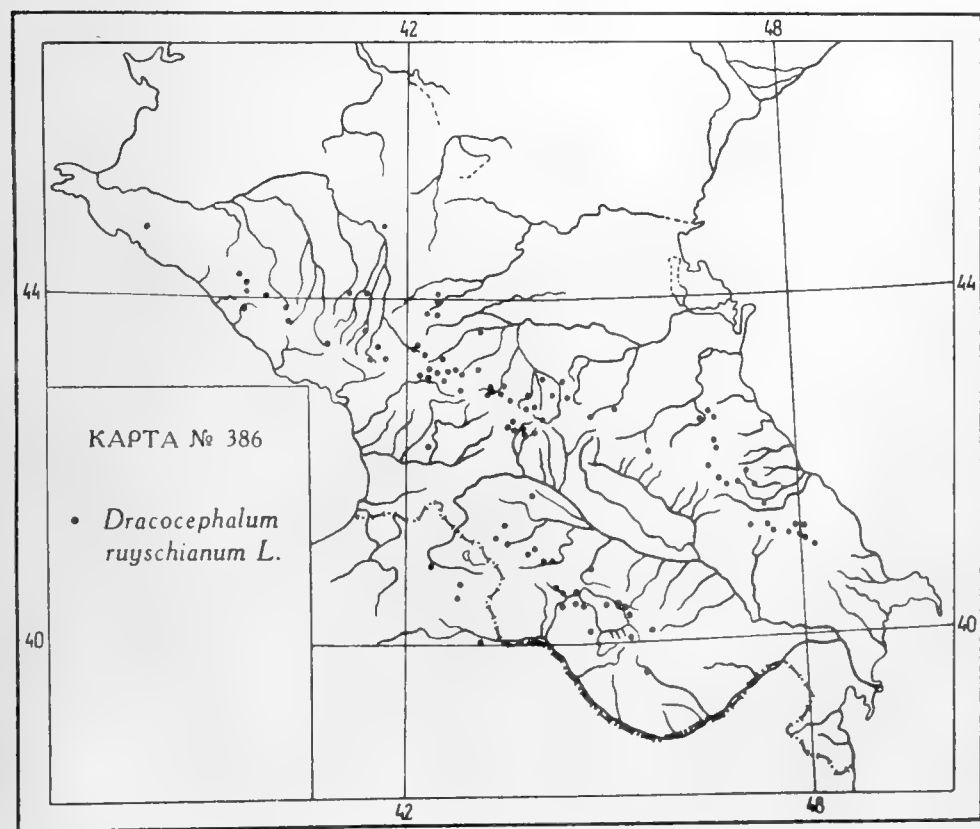 42 48
44 44
КАРТА № 386
• Dracocephalum
ruyschianum L.
40 40
42 48